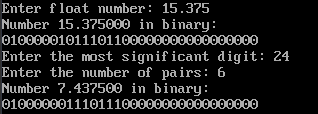 Enter float number: 15.375
Number 15.375000 in binary:
01000001011101100000000000000000
Enter the most significant digit: 24
Enter the number of pairs: 6
Number 7.437500 in binary:
01000000111011100000000000000000